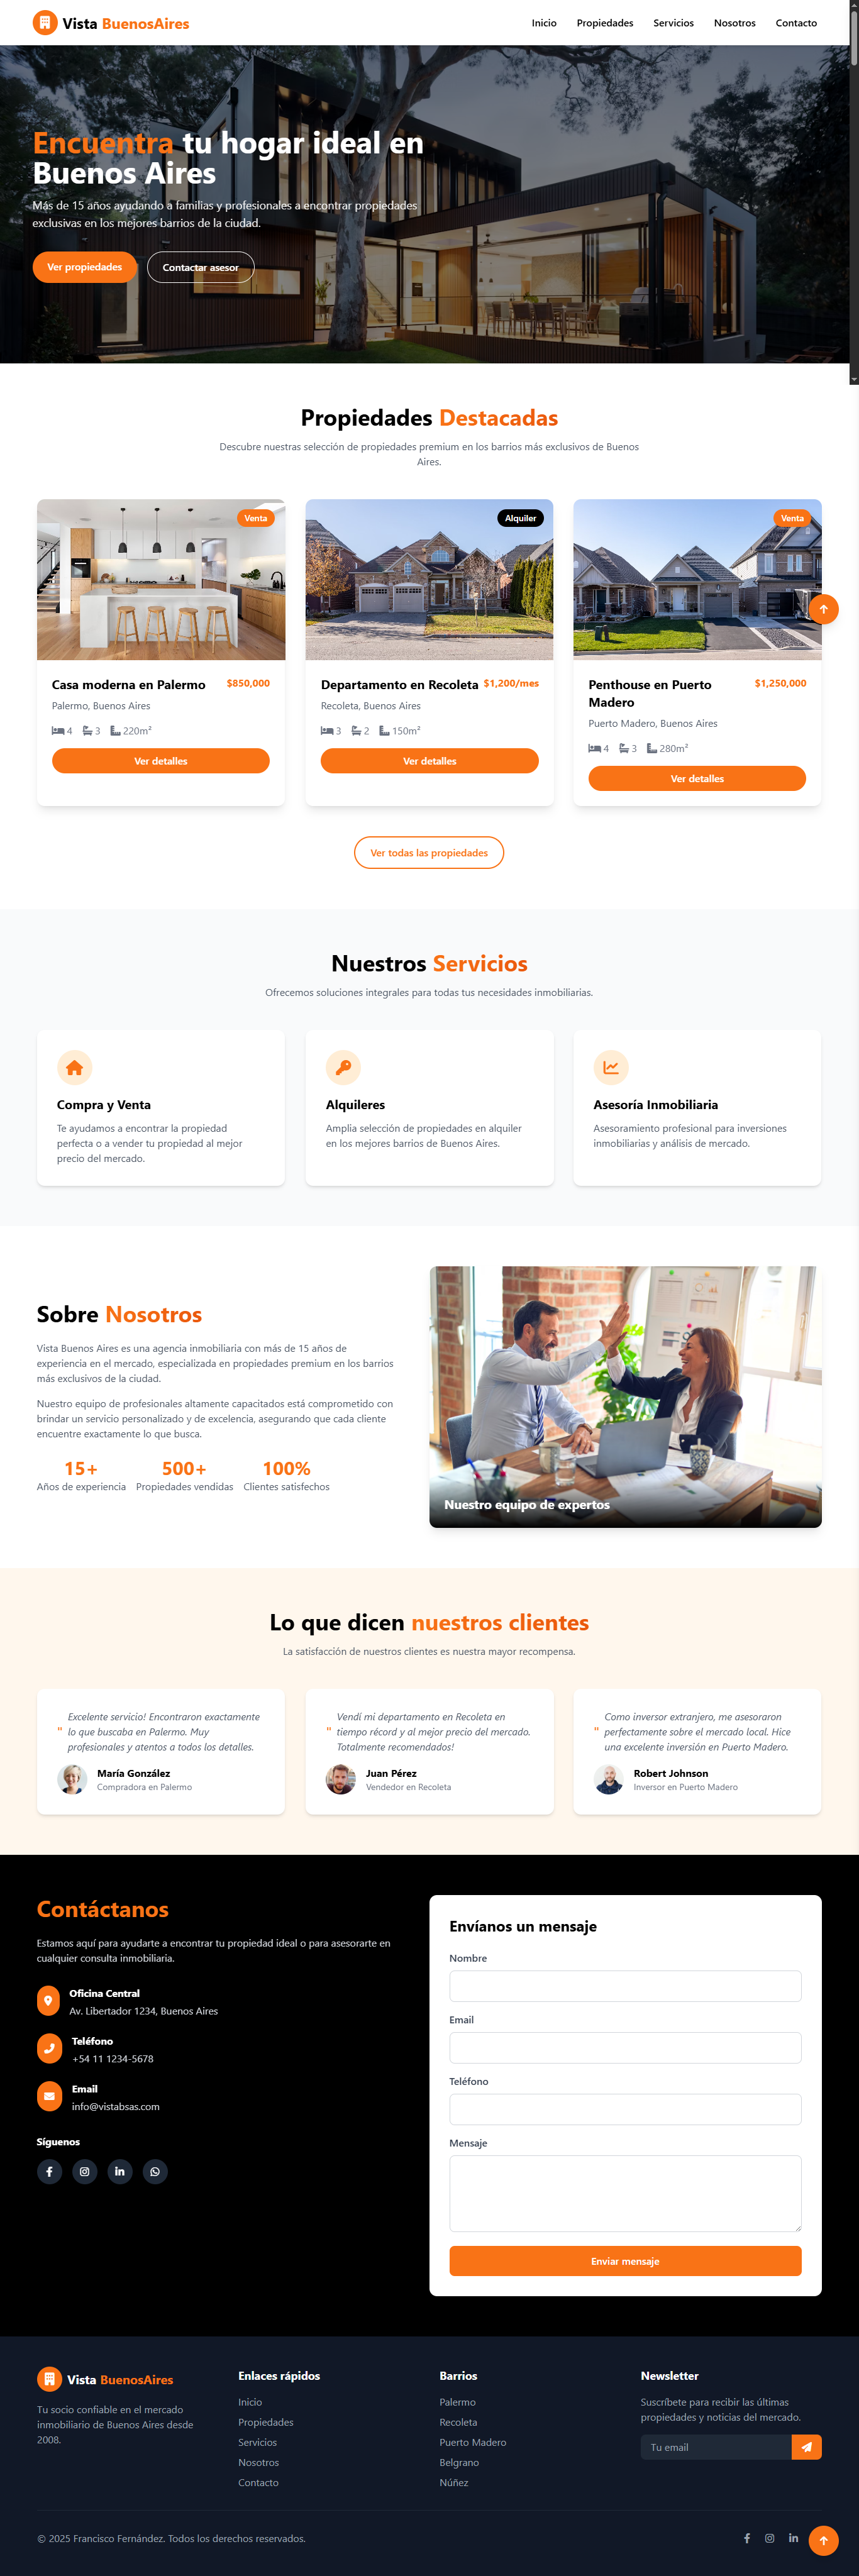 Vista BuenosAires
Inicio Propiedades Servicios Nosotros Contacto
Encuentra tu hogar ideal en
Buenos Aires
Más de 15 años ayudando a familias y profesionales a encontrar propiedades
exclusivas en los mejores barrios de la ciudad.
Ver propiedades
Contactar asesor
Propiedades Destacadas
Descubre nuestras selección de propiedades premium en los barrios más exclusivos de Buenos
Aires.
Venta
Casa moderna en Palermo $850,000
Palermo, Buenos Aires
4 3 220m²
Ver detalles
Alquiler
Departamento en Recoleta $1,200/mes
Recoleta, Buenos Aires
3 2 150m²
Ver detalles
Venta
Penthouse en Puerto $1,250,000
Madero
Puerto Madero, Buenos Aires
4 3 280m²
Ver detalles
Ver todas las propiedades
Nuestros Servicios
Ofrecemos soluciones integrales para todas tus necesidades inmobiliarias.
Compra y Venta
Te ayudamos a encontrar la propiedad
perfecta o a vender tu propiedad al mejor
precio del mercado.
Alquileres
Amplia selección de propiedades en alquiler
en los mejores barrios de Buenos Aires.
Asesoría Inmobiliaria
Asesoramiento profesional para inversiones
inmobiliarias y análisis de mercado.
Sobre Nosotros
Vista Buenos Aires es una agencia inmobiliaria con más de 15 años de
experiencia en el mercado, especializada en propiedades premium en los barrios
más exclusivos de la ciudad.
Nuestro equipo de profesionales altamente capacitados está comprometido con
brindar un servicio personalizado y de excelencia, asegurando que cada cliente
encuentre exactamente lo que busca.
15+
Años de experiencia
500+
Propiedades vendidas
100%
Clientes satisfechos
Nuestro equipo de expertos
Lo que dicen nuestros clientes
La satisfacción de nuestros clientes es nuestra mayor recompensa.
Excelente servicio! Encontraron exactamente
" lo que buscaba en Palermo. Muy
profesionales y atentos a todos los detalles.
María González
Compradora en Palermo
Vendí mi departamento en Recoleta en
" tiempo récord y al mejor precio del mercado.
Totalmente recomendados!
Juan Pérez
Vendedor en Recoleta
Como inversor extranjero, me asesoraron
" perfectamente sobre el mercado local. Hice
una excelente inversión en Puerto Madero.
Robert Johnson
Inversor en Puerto Madero
Contáctanos
Estamos aquí para ayudarte a encontrar tu propiedad ideal o para asesorarte en
cualquier consulta inmobiliaria.
Oficina Central
Av. Libertador 1234, Buenos Aires
Teléfono
+54 11 1234-5678
Email
info@vistabsas.com
Síguenos
Envíanos un mensaje
Nombre
Email
Teléfono
Mensaje
Enviar mensaje
Vista BuenosAires
Tu socio confiable en el mercado
inmobiliario de Buenos Aires desde
2008.
Enlaces rápidos
Inicio
Propiedades
Servicios
Nosotros
Contacto
Barrios
Palermo
Recoleta
Puerto Madero
Belgrano
Núñez
Newsletter
Suscríbete para recibir las últimas
propiedades y noticias del mercado.
Tu email
© 2025 Francisco Fernández. Todos los derechos reservados.